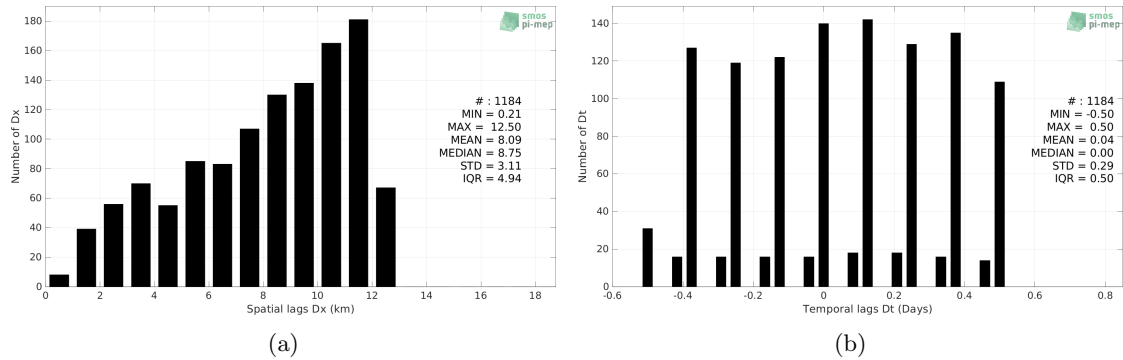 180
160
140
120
100
80
60
40
20
0
Number of Dx
0 2 4 6 8 10 12 14 16 18
Spatial lags Dx (km)
smos
pi-mep
# : 1184
MIN = 0.21
MAX = 12.50
MEAN = 8.09
MEDIAN = 8.75
STD = 3.11
IQR = 4.94
(a)
140
120
100
80
60
40
20
0
Number of Dt
-0.6 -0.4 -0.2 0 0.2 0.4 0.6 0.8
Temporal lags Dt (Days)
smos
pi-mep
# : 1184
MIN = -0.50
MAX = 0.50
MEAN = 0.04
MEDIAN = 0.00
STD = 0.29
IQR = 0.50
(b)